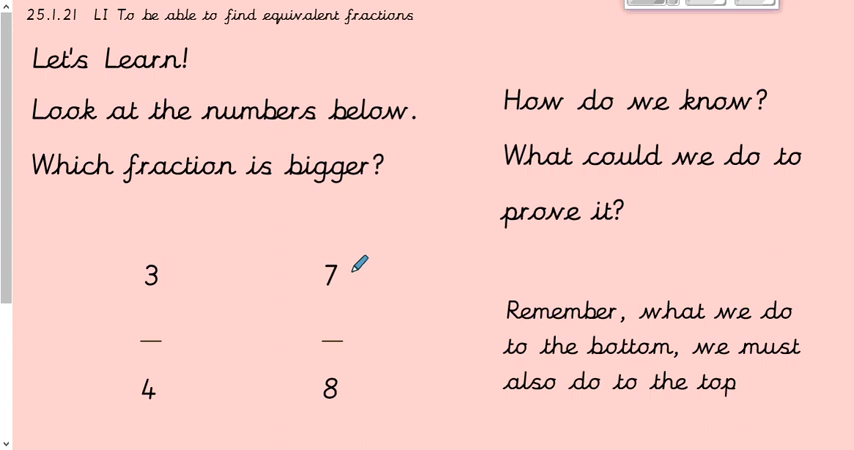 25.1.21 LI To be able to find equivalent fractions
Let's Learn!
Look at the numbers below.
Which fraction is bigger?
3
4
7
8
How do we know?
What could we do to
prove it?
Remember, what we do
to the bottom, we must
also do to the top